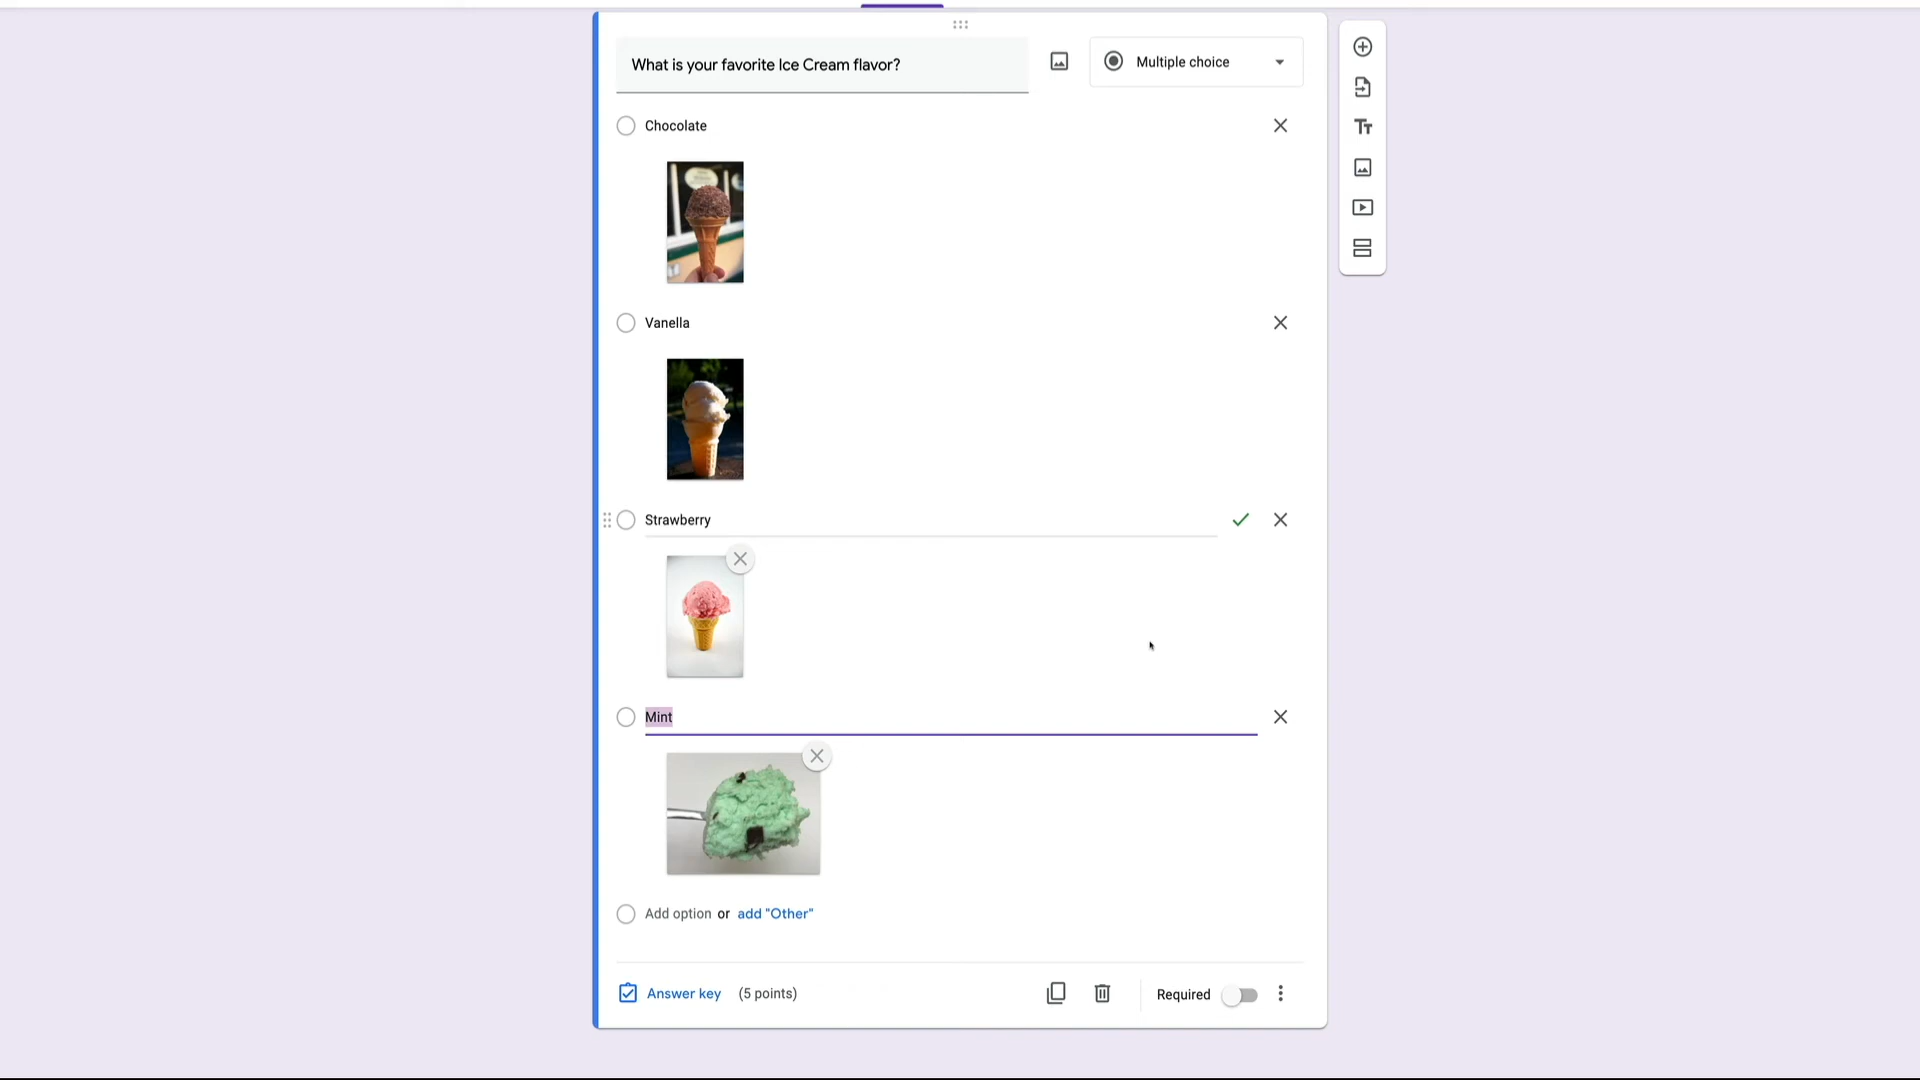 What is your favorite Ice Cream flavor?
Multiple choice
Chocolate
Vanella
Strawberry
Mint
Add option or add "Other"
Answer key (5 points)
Required